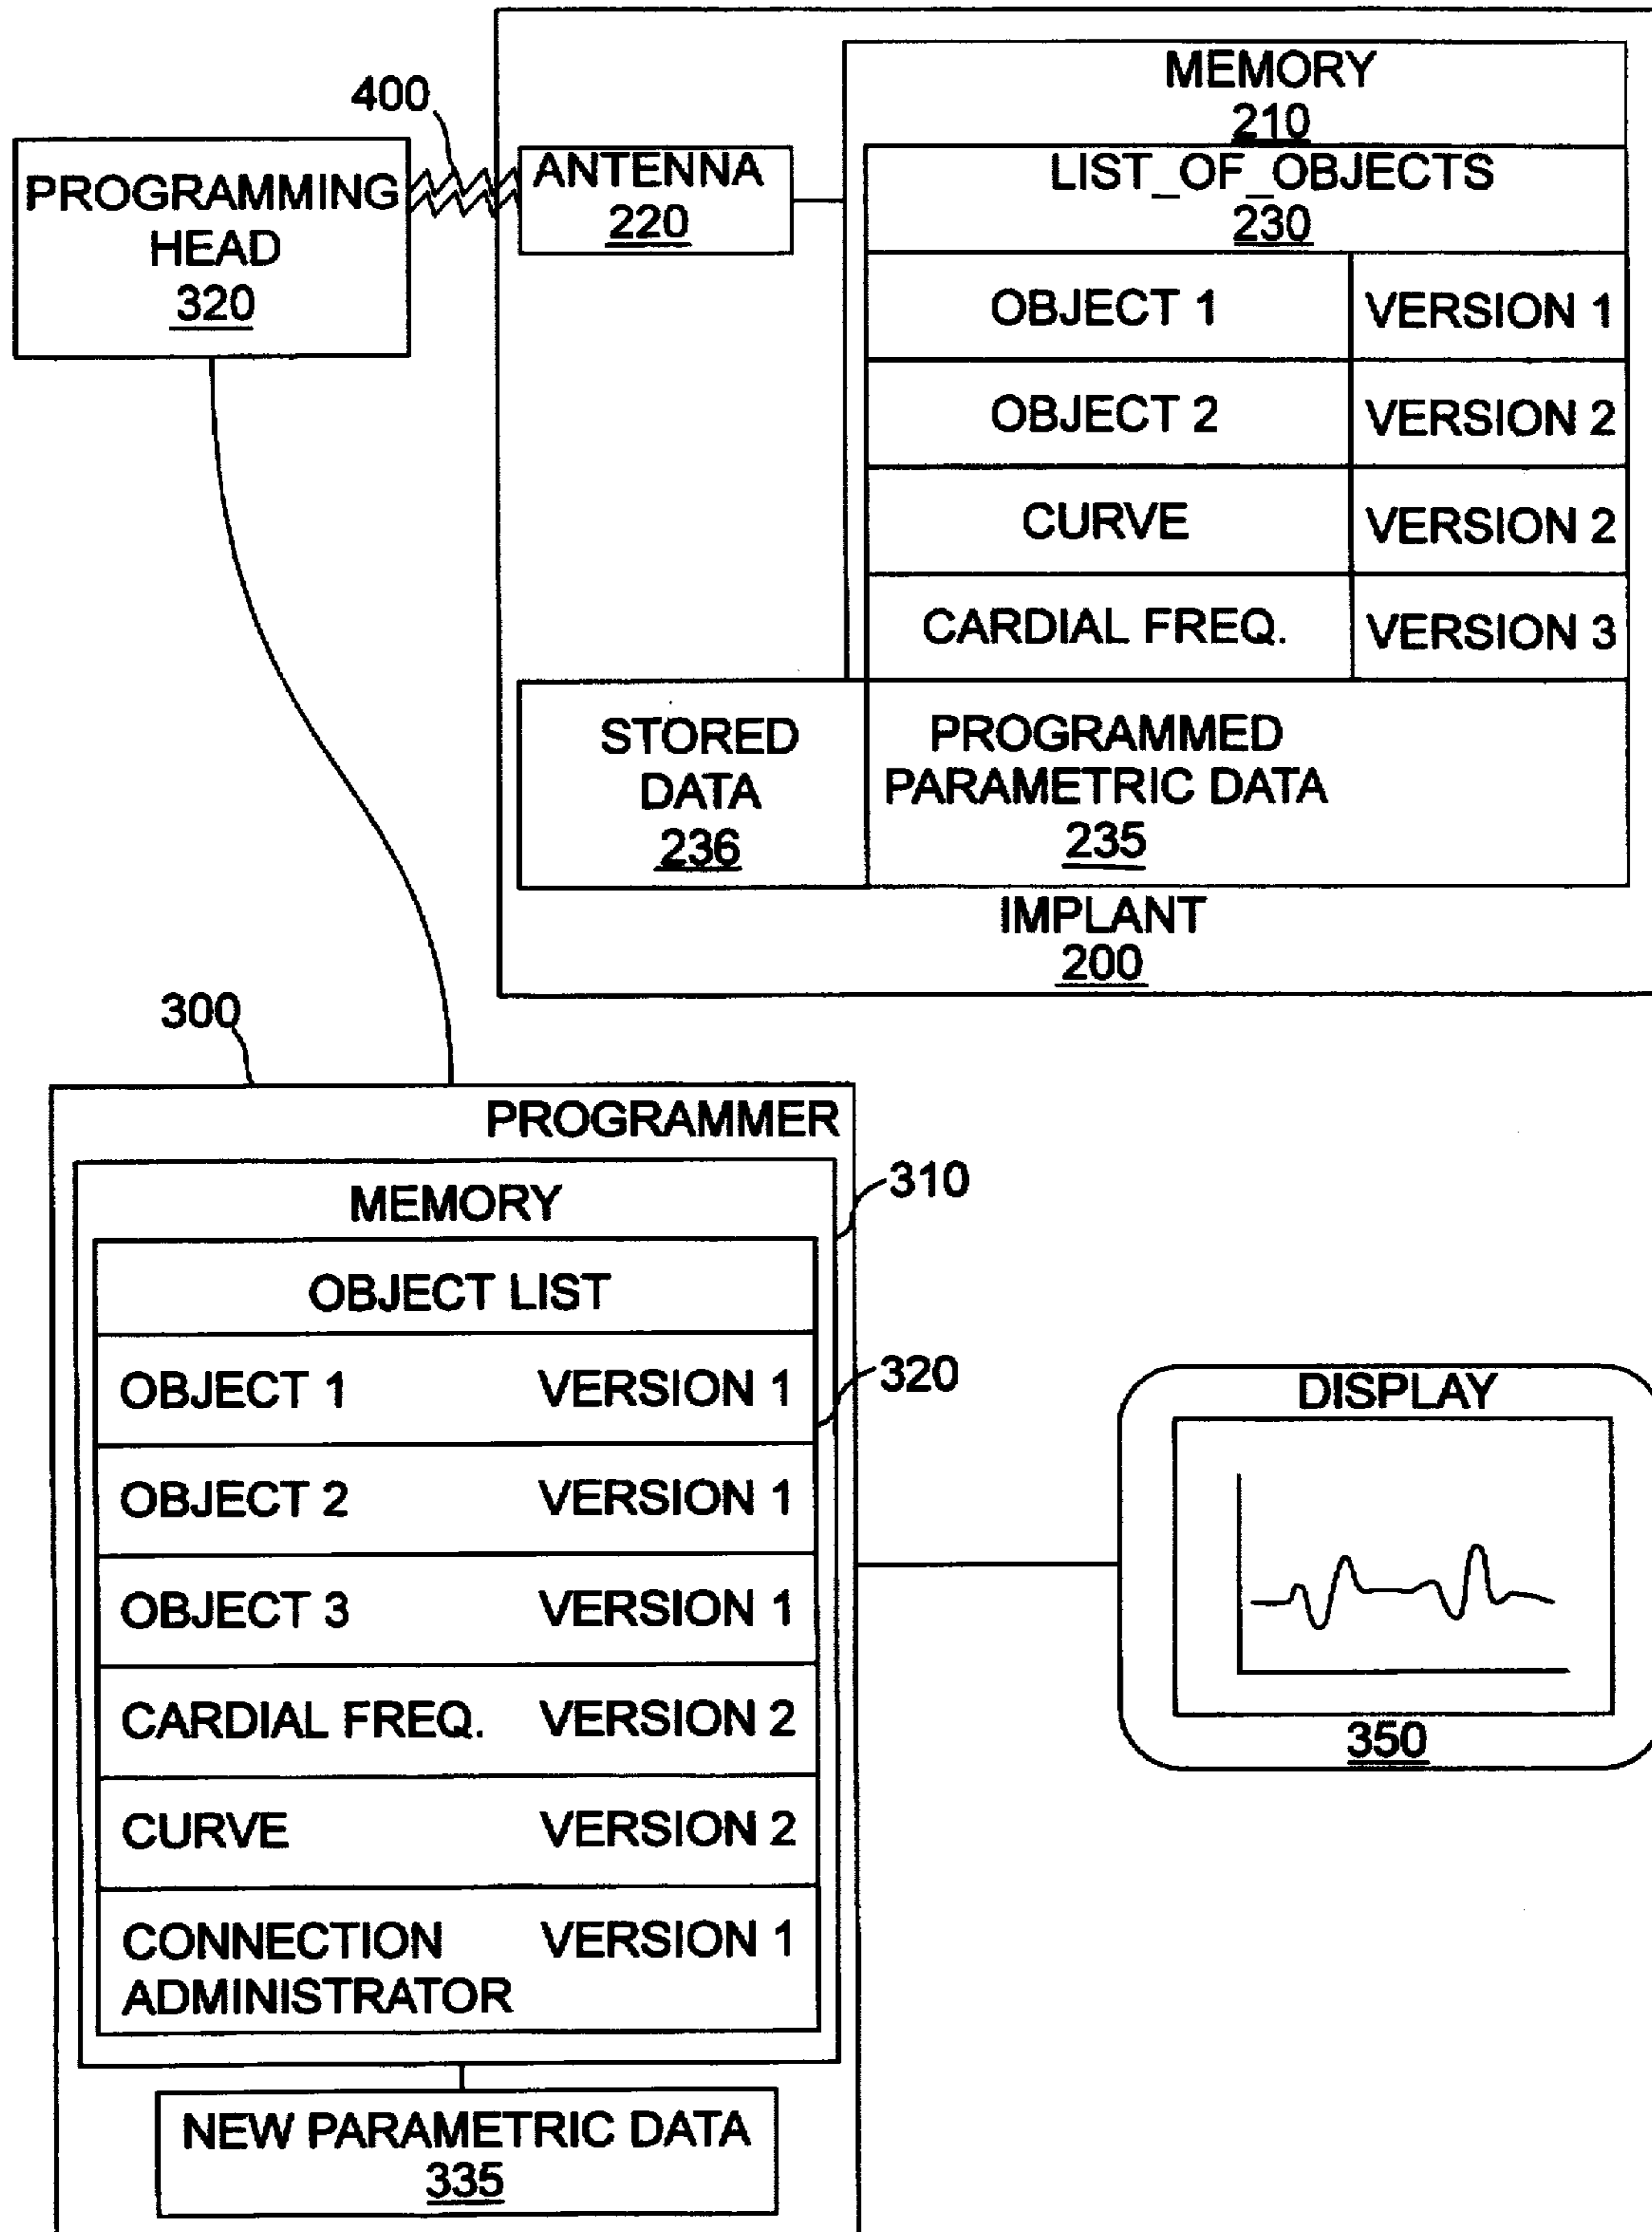 400
PROGRAMMING
HEAD
320
ANTENNA
220
MEMORY
210
LIST_OF_OBJECTS
230
OBJECT 1 VERSION 1
OBJECT 2 VERSION 2
CURVE VERSION 2
CARDIAL FREQ. VERSION 3
STORED
DATA
236
PROGRAMMED
PARAMETRIC DATA
235
IMPLANT
200
300
PROGRAMMER
310
MEMORY
OBJECT LIST
320
OBJECT 1 VERSION 1
OBJECT 2 VERSION 1
OBJECT 3 VERSION 1
CARDIAL FREQ. VERSION 2
CURVE VERSION 2
CONNECTION VERSION 1
ADMINISTRATOR
NEW PARAMETRIC DATA
335
DISPLAY
350